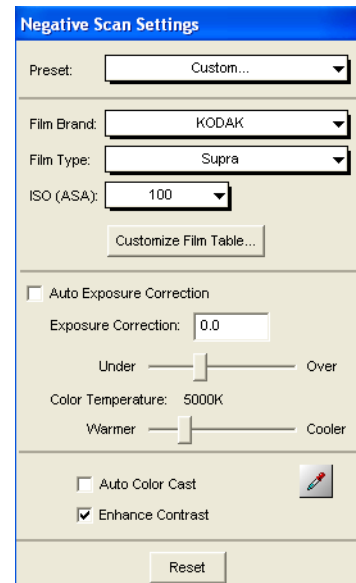 Negative Scan Settings
Preset: Custom...
Film Brand: KODAK
Film Type: Supra
ISO (ASA): 100
Customize Film Table...
Auto Exposure Correction
Exposure Correction: 0.0
Under Over
Color Temperature: 5000K
Warmer Cooler
Auto Color Cast
Enhance Contrast
Reset